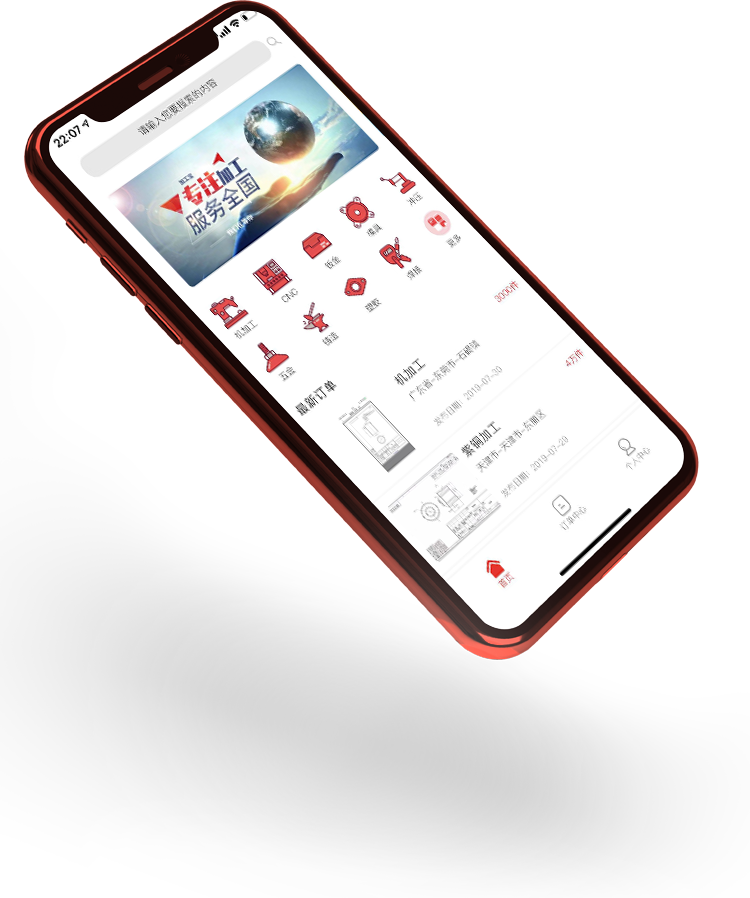 22:07
请输入您要搜索的内容
加工宝
专注加工
服务全国
机加工
CNC
钣金
模具
冲压
五金
铸造
塑胶
焊接
更多
最新订单
3000件
机加工
广东省-东莞市-石碣镇
发布日期: 2019-07-30
4万件
紫铜加工
天津市-天津市-东丽区
发布日期: 2019-07-29
首页
订单中心
个人中心